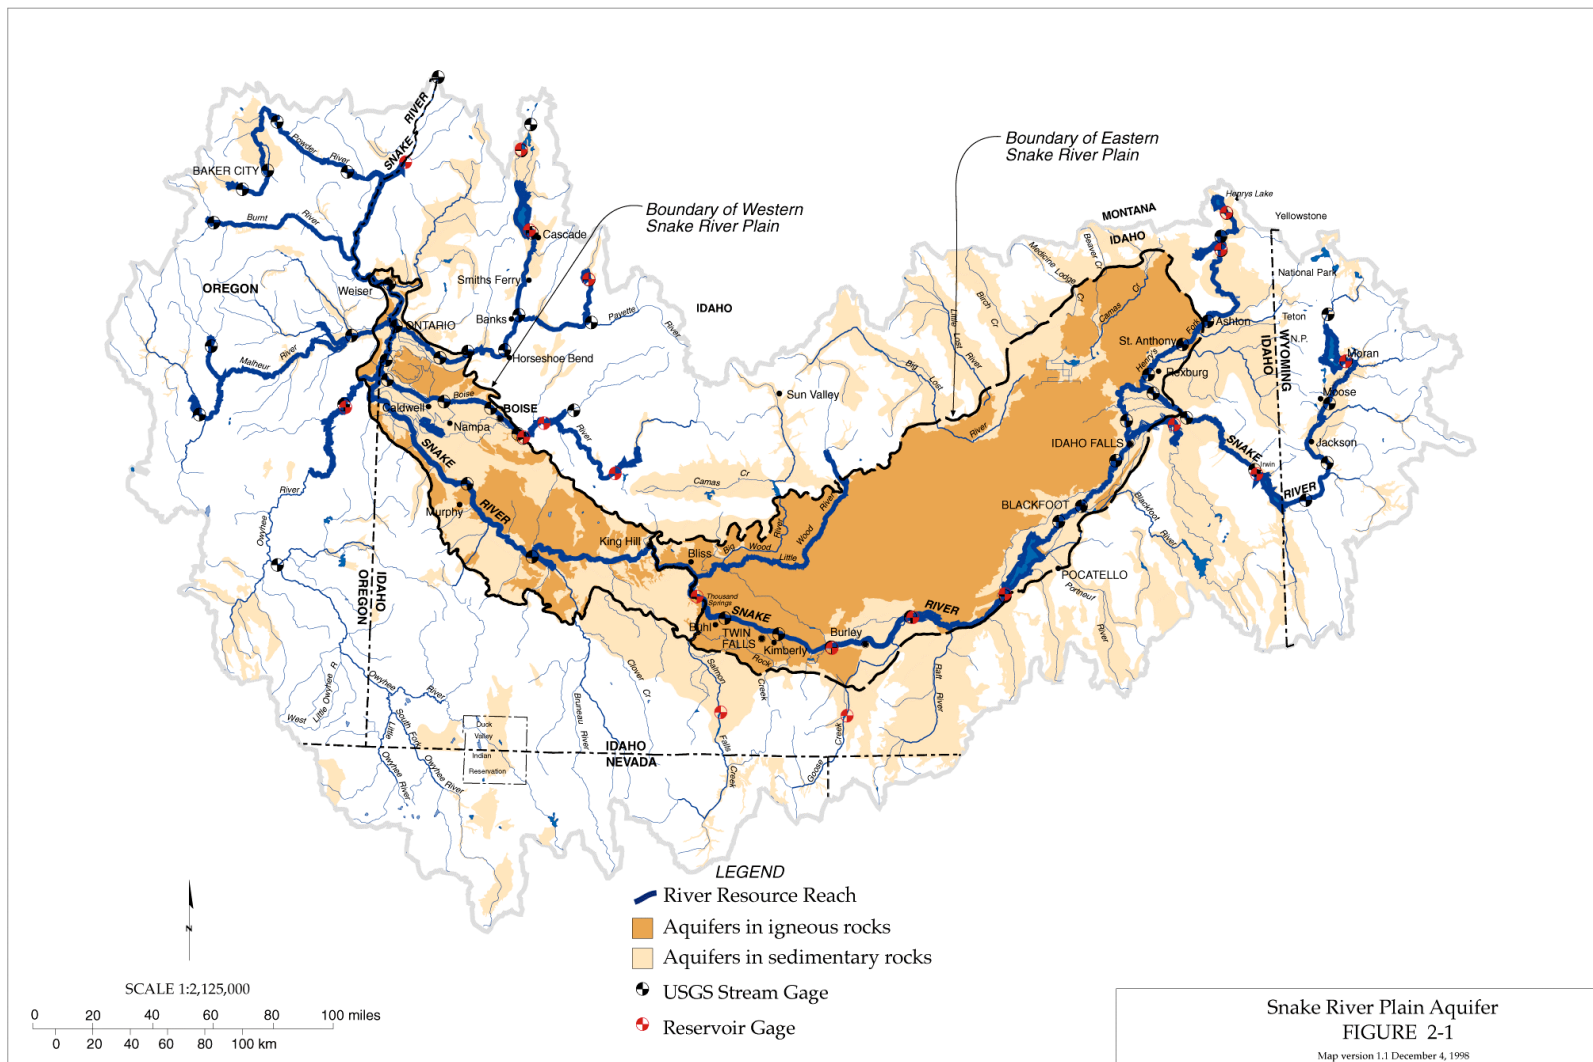 SNAKE
RIVER
Powder
River
BAKER CITY
Burnt
River
Cascade
Boundary of Western
Snake River Plain
Boundary of Eastern
Snake River Plain
Henrys Lake
Yellowstone
MONTANA
IDAHO
Beaver Cr
Medicine Lodge Cr
Birch Cr
Camas Cr
National Park
OREGON
Weiser
Smiths Ferry
IDAHO
Little Lost River
Banks
Payette
River
ONTARIO
Henry's
Fork
Ashton
Teton
N.P.
WYOMING
IDAHO
St. Anthony
Horseshoe Bend
Malheur
River
Big Lost
River
Rexburg
Moran
Boise
BOISE
River
Caldwell
Nampa
Sun Valley
Moose
SNAKE
RIVER
IDAHO FALLS
Jackson
SNAKE
RIVER
Irwin
Camas
Cr
River
Owyhee
Murphy
BLACKFOOT
Blackfoot
River
King Hill
Bliss
Big
Wood
River
Little
Wood
River
IDAHO
OREGON
POCATELLO
Portneuf
River
Thousand
Springs
SNAKE
RIVER
Buhl
TWIN
FALLS
Kimberly
Burley
Rock
Creek
Clover
Cr
Salmon
Falls
Creek
Raft
River
Goose
Creek
Bruneau River
Owyhee
River
West
Little Owyhee R
South Fork
Owyhee River
Little
Owyhee River
Duck
Valley
Indian
Reservation
IDAHO
NEVADA
LEGEND
River Resource Reach
Aquifers in igneous rocks
Aquifers in sedimentary rocks
USGS Stream Gage
Reservoir Gage
N
SCALE 1:2,125,000
0 20 40 60 80 100 miles
0 20 40 60 80 100 km
Snake River Plain Aquifer
FIGURE 2-1
Map version 1.1 December 4, 1998